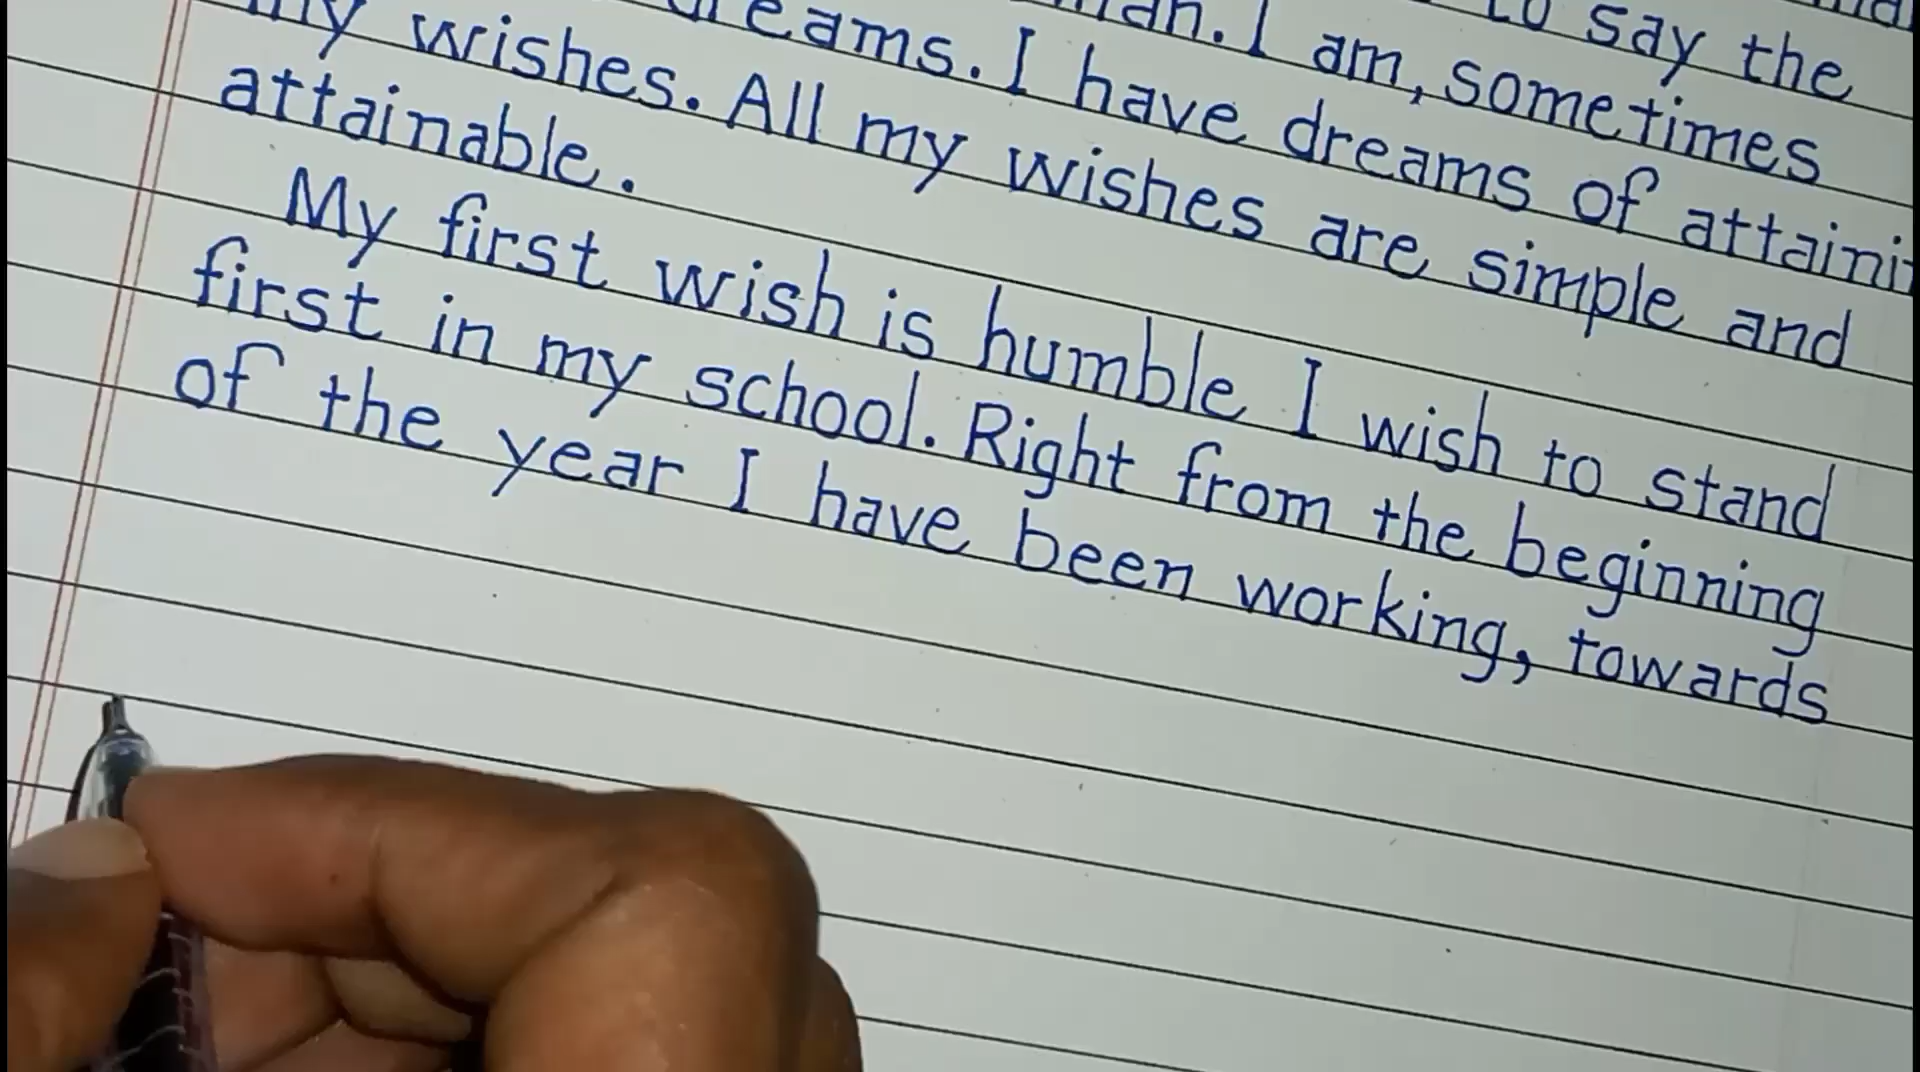 to say the
I am, sometimes
dreams. I have dreams of attaini
my wishes. All my wishes are simple and
attainable.
My first wish is humble I wish to stand
first in my school. Right from the beginning
of the year I have been working, towards